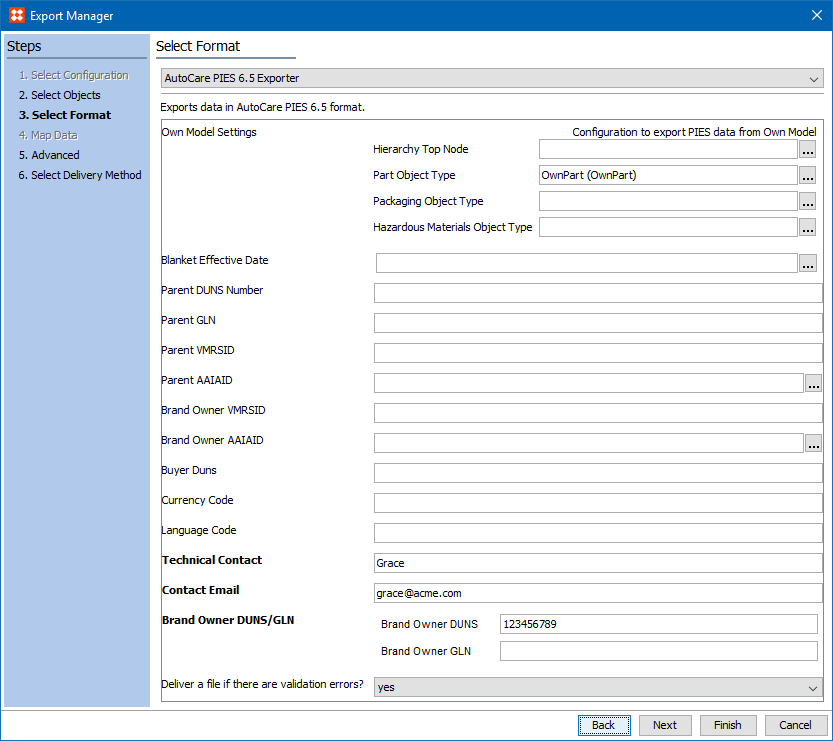 Export Manager
Steps
1. Select Configuration
2. Select Objects
3. Select Format
4. Map Data
5. Advanced
6. Select Delivery Method
Select Format
AutoCare PIES 6.5 Exporter
Exports data in AutoCare PIES 6.5 format.
Own Model Settings
Configuration to export PIES data from Own Model
Hierarchy Top Node ...
Part Object Type OwnPart (OwnPart) ...
Packaging Object Type ...
Hazardous Materials Object Type ...
Blanket Effective Date ...
Parent DUNS Number
Parent GLN
Parent VMRSID
Parent AAIAID ...
Brand Owner VMRSID
Brand Owner AAIAID ...
Buyer Duns
Currency Code
Language Code
Technical Contact Grace
Contact Email grace@acme.com
Brand Owner DUNS/GLN Brand Owner DUNS 123456789
Brand Owner GLN
Deliver a file if there are validation errors? yes
Back Next Finish Cancel